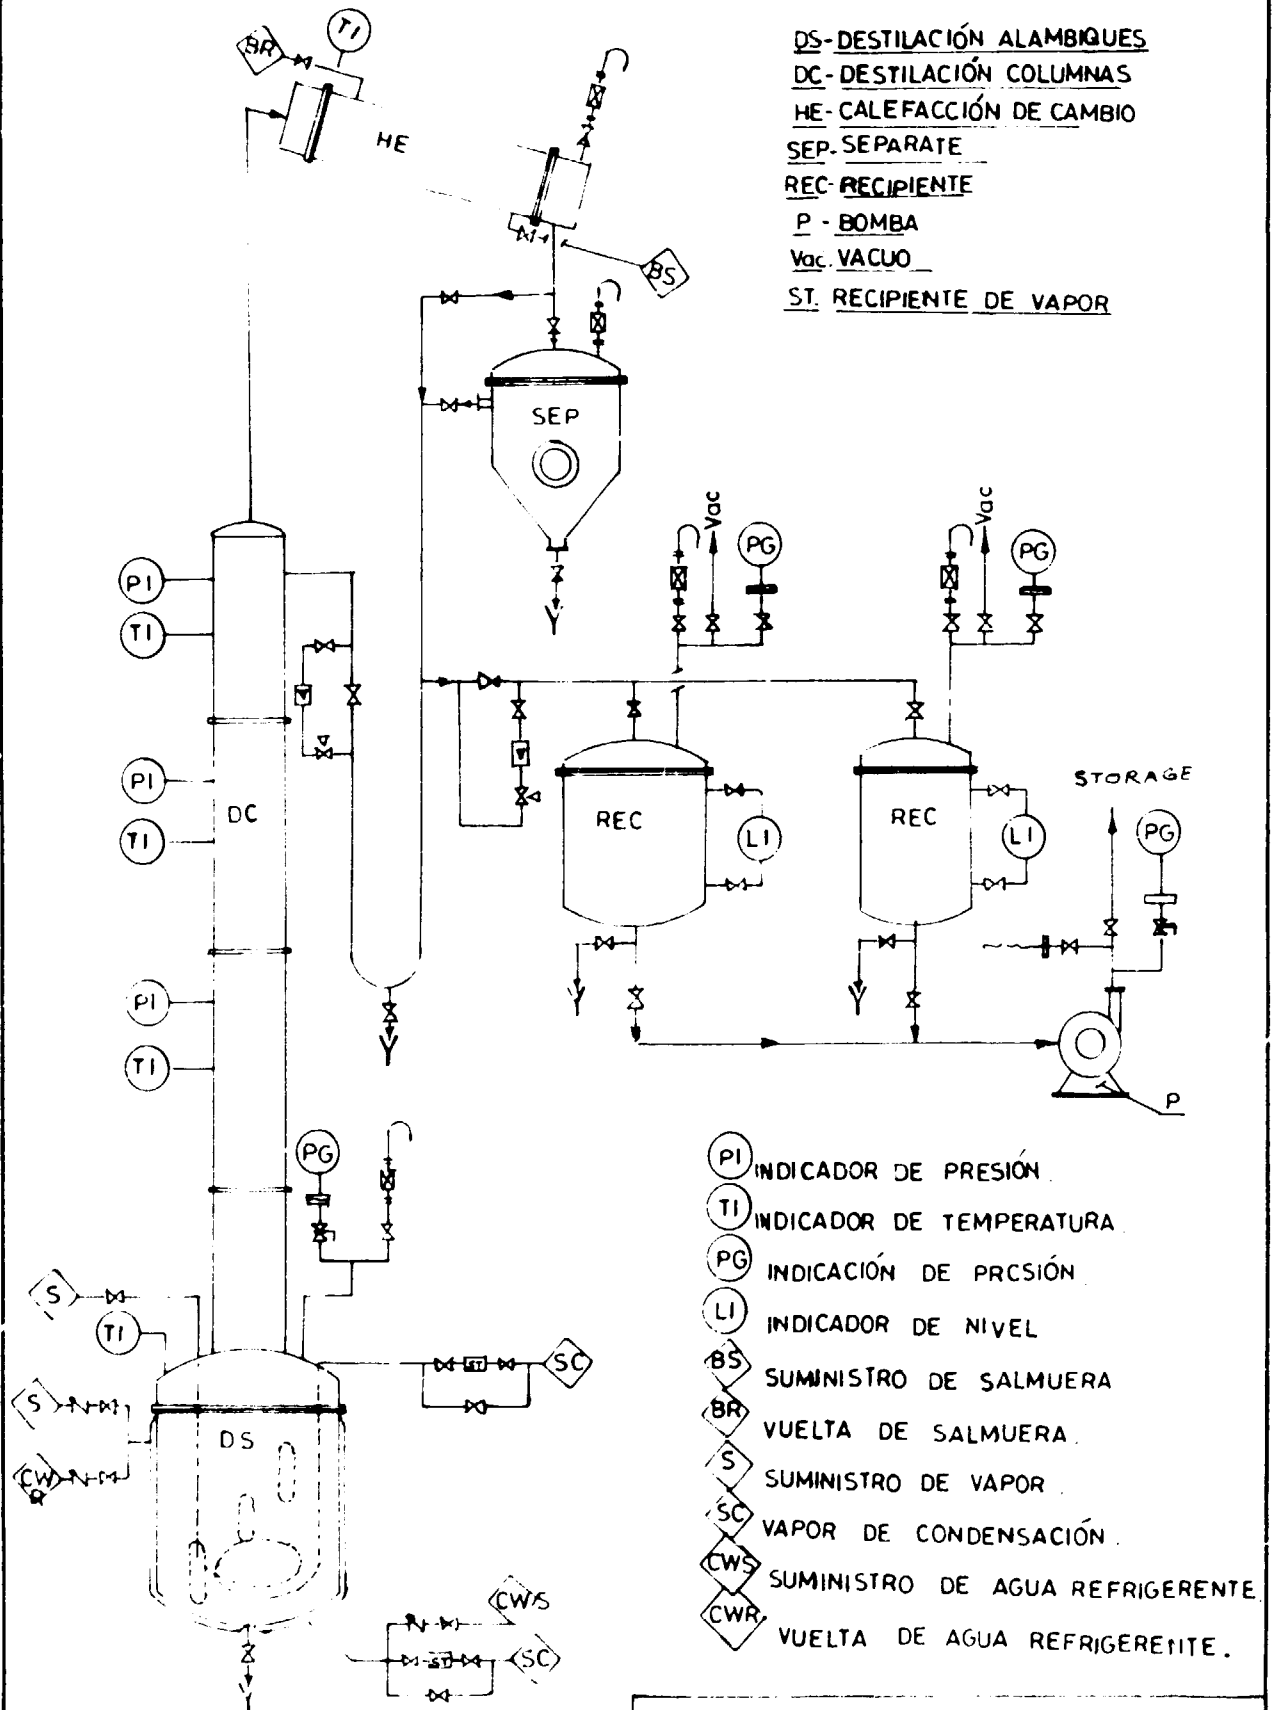 DS-DESTILACIÓN ALAMBIQUES
DC-DESTILACIÓN COLUMNAS
HE-CALEFACCIÓN DE CAMBIO
SEP-SEPARATE
REC-RECIPIENTE
P - BOMBA
Vac. VACUO
ST. RECIPIENTE DE VAPOR
TI
BR
HE
BS
SEP
Vac
PG
Vac
PG
PI
TI
PI
DC
TI
REC
LI
REC
LI
STORAGE
PG
PI
TI
P
PG
S
TI
ST
SC
S
DS
CW
R
CWS
ST
SC
PI INDICADOR DE PRESIÓN.
TI INDICADOR DE TEMPERATURA.
PG INDICACIÓN DE PRCSIÓN
LI INDICADOR DE NIVEL
BS SUMINISTRO DE SALMUERA
BR VUELTA DE SALMUERA.
S SUMINISTRO DE VAPOR.
SC VAPOR DE CONDENSACIÓN.
CWS SUMINISTRO DE AGUA REFRIGERENTE.
CWR VUELTA DE AGUA REFRIGERENTE.